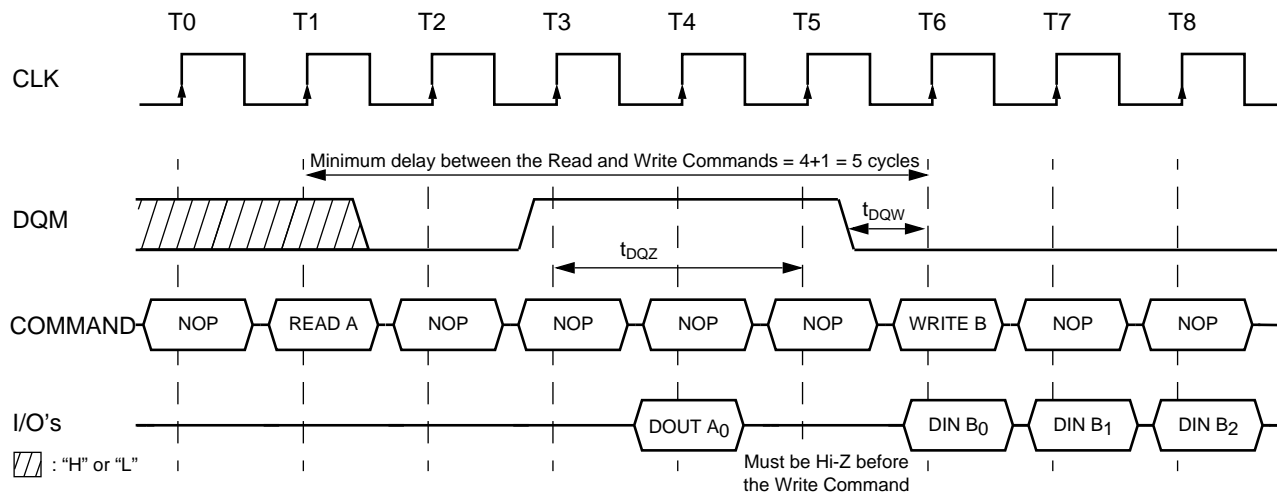 T0 T1 T2 T3 T4 T5 T6 T7 T8
CLK
Minimum delay between the Read and Write Commands = 4+1 = 5 cycles
DQM
tDQW
tDQZ
COMMAND NOP READ A NOP NOP NOP NOP WRITE B NOP NOP
I/O's DOUT A0 DIN B0 DIN B1 DIN B2
: “H” or “L”
Must be Hi-Z before
the Write Command